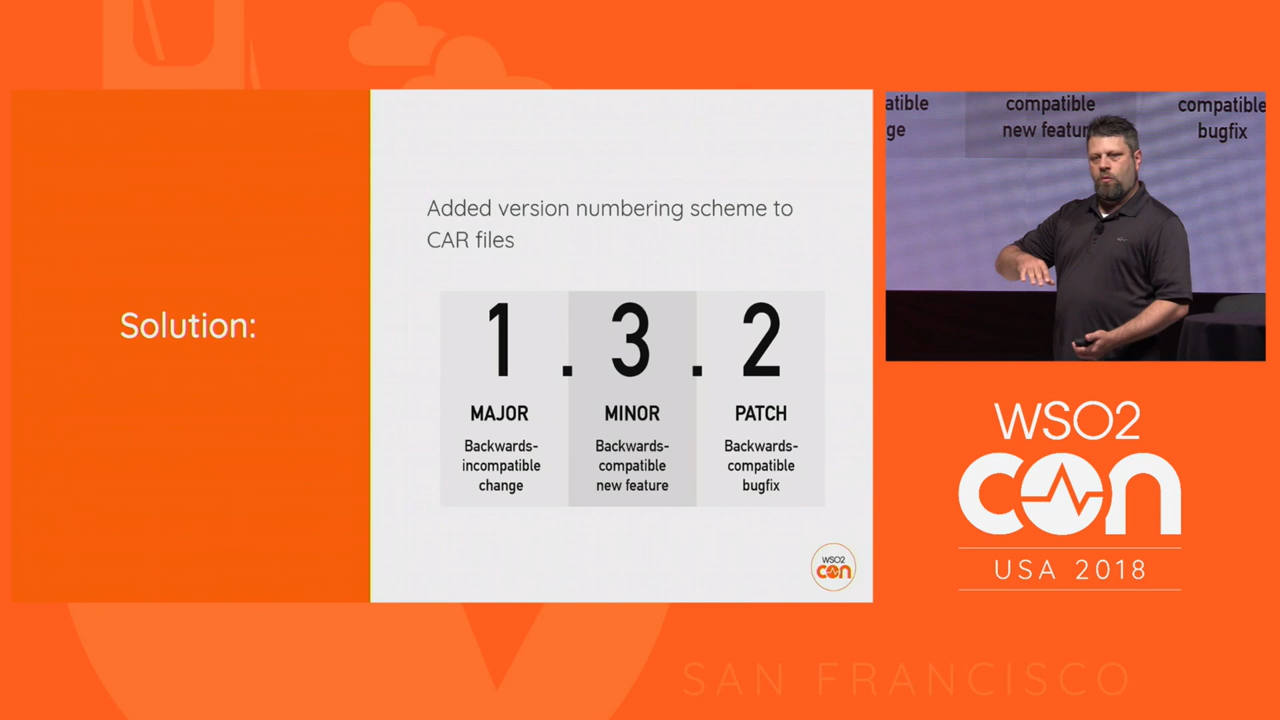 Solution:
Added version numbering scheme to
CAR files
1 . 3 . 2
MAJOR
Backwards-
incompatible
change
MINOR
Backwards-
compatible
new feature
PATCH
Backwards-
compatible
bugfix
WSO2
con
atible
ge
compatible
new featur
compatible
bugfix
WSO2
con
USA 2018
SAN FRANCISCO